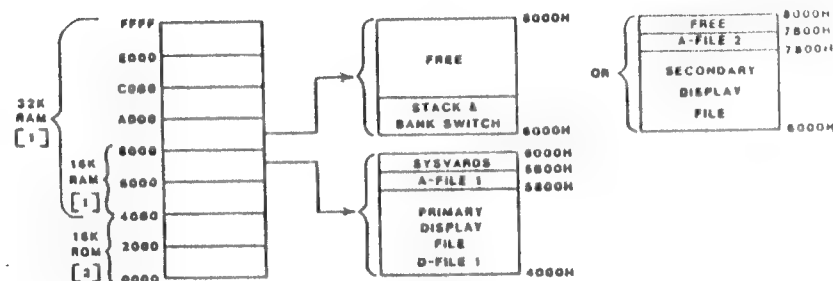 FFFF
E000
C000
A000
8000
6000
4000
2000
0000
32K
RAM
[1]
16K
RAM
[1]
16K
ROM
[2]
8000H
FREE
STACK &
BANK SWITCH
6000H
6000H
SYSVARDS
A-FILE 1
5800H
PRIMARY
DISPLAY
FILE
D-FILE 1
4000H
OR
8000H
FREE
A-FILE 2
7800H
SECONDARY
DISPLAY
FILE
6000H